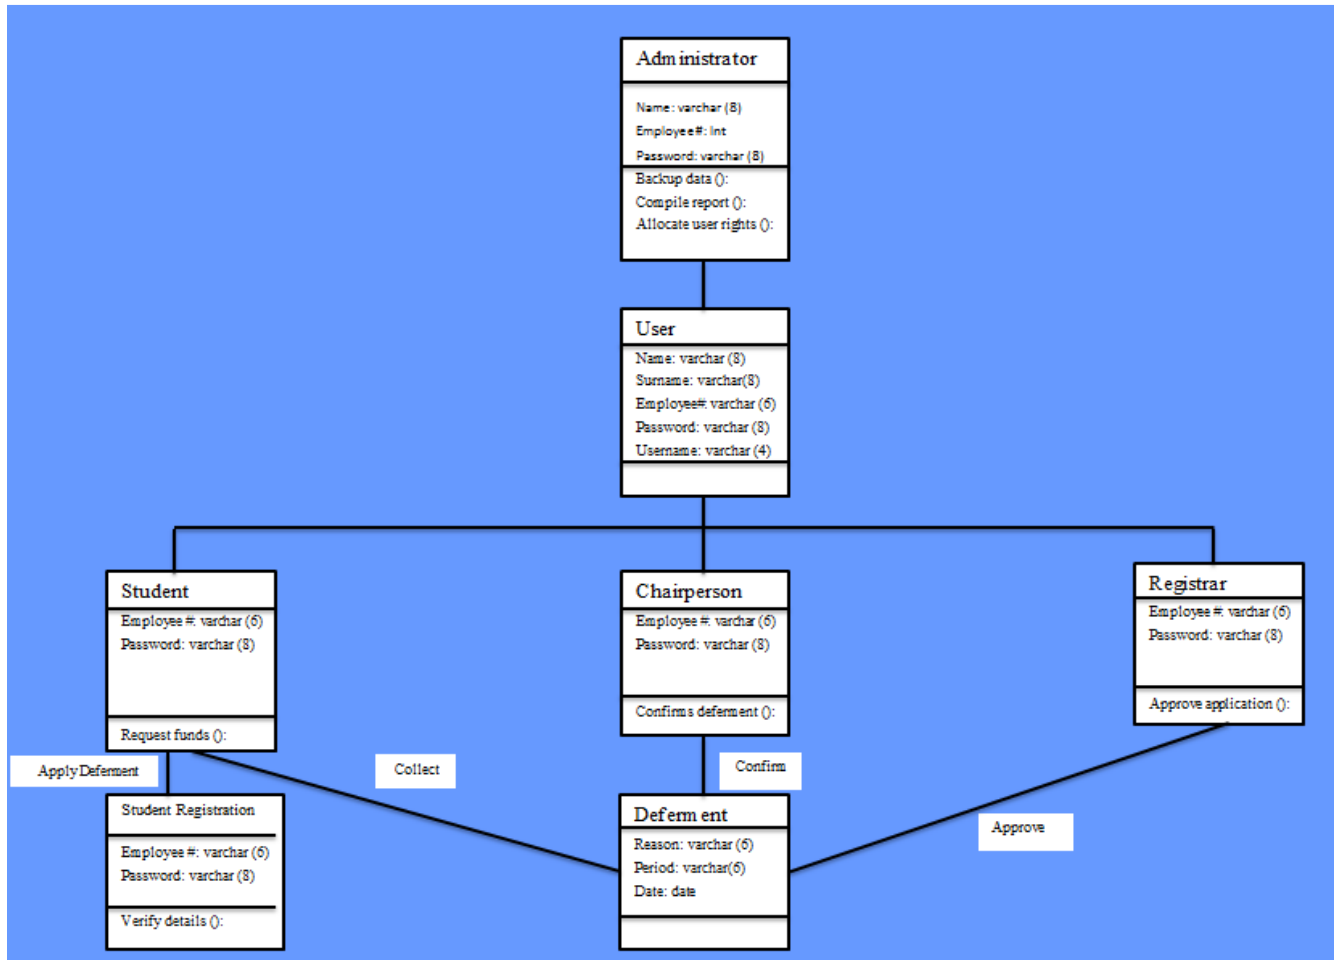 Administrator
Name: varchar (8)
Employee#: Int
Password: varchar (8)
Backup data ():
Compile report ():
Allocate user rights ():
User
Name: varchar (8)
Surname: varchar(8)
Employee#: varchar (6)
Password: varchar (8)
Username: varchar (4)
Student
Employee #: varchar (6)
Password: varchar (8)
Request funds ():
Chairperson
Employee #: varchar (6)
Password: varchar (8)
Confirms deferment ():
Registrar
Employee #: varchar (6)
Password: varchar (8)
Approve application ():
Apply Deferment
Collect
Confirm
Approve
Student Registration
Employee #: varchar (6)
Password: varchar (8)
Verify details ():
Deferment
Reason: varchar (6)
Period: varchar(6)
Date: date